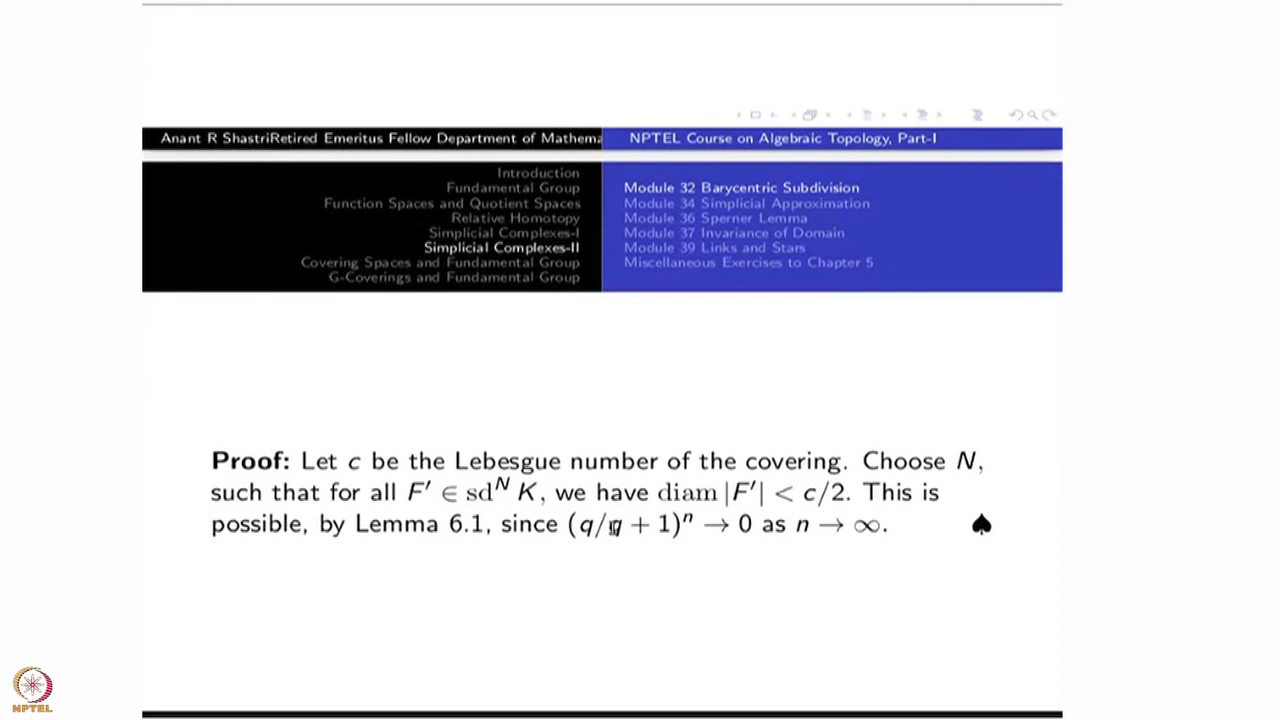 Anant R ShastriRetired Emeritus Fellow Department of Mathema
NPTEL Course on Algebraic Topology, Part-I
Introduction
Fundamental Group
Function Spaces and Quotient Spaces
Relative Homotopy
Simplicial Complexes-I
Simplicial Complexes-II
Covering Spaces and Fundamental Group
G-Coverings and Fundamental Group
Module 32 Barycentric Subdivision
Module 34 Simplicial Approximation
Module 36 Sperner Lemma
Module 37 Invariance of Domain
Module 39 Links and Stars
Miscellaneous Exercises to Chapter 5
Proof: Let c be the Lebesgue number of the covering. Choose N,
such that for all F′ ∈ sd^N K, we have diam |F′| < c/2. This is
possible, by Lemma 6.1, since (q/q + 1)^n → 0 as n → ∞. ♠
NPTEL